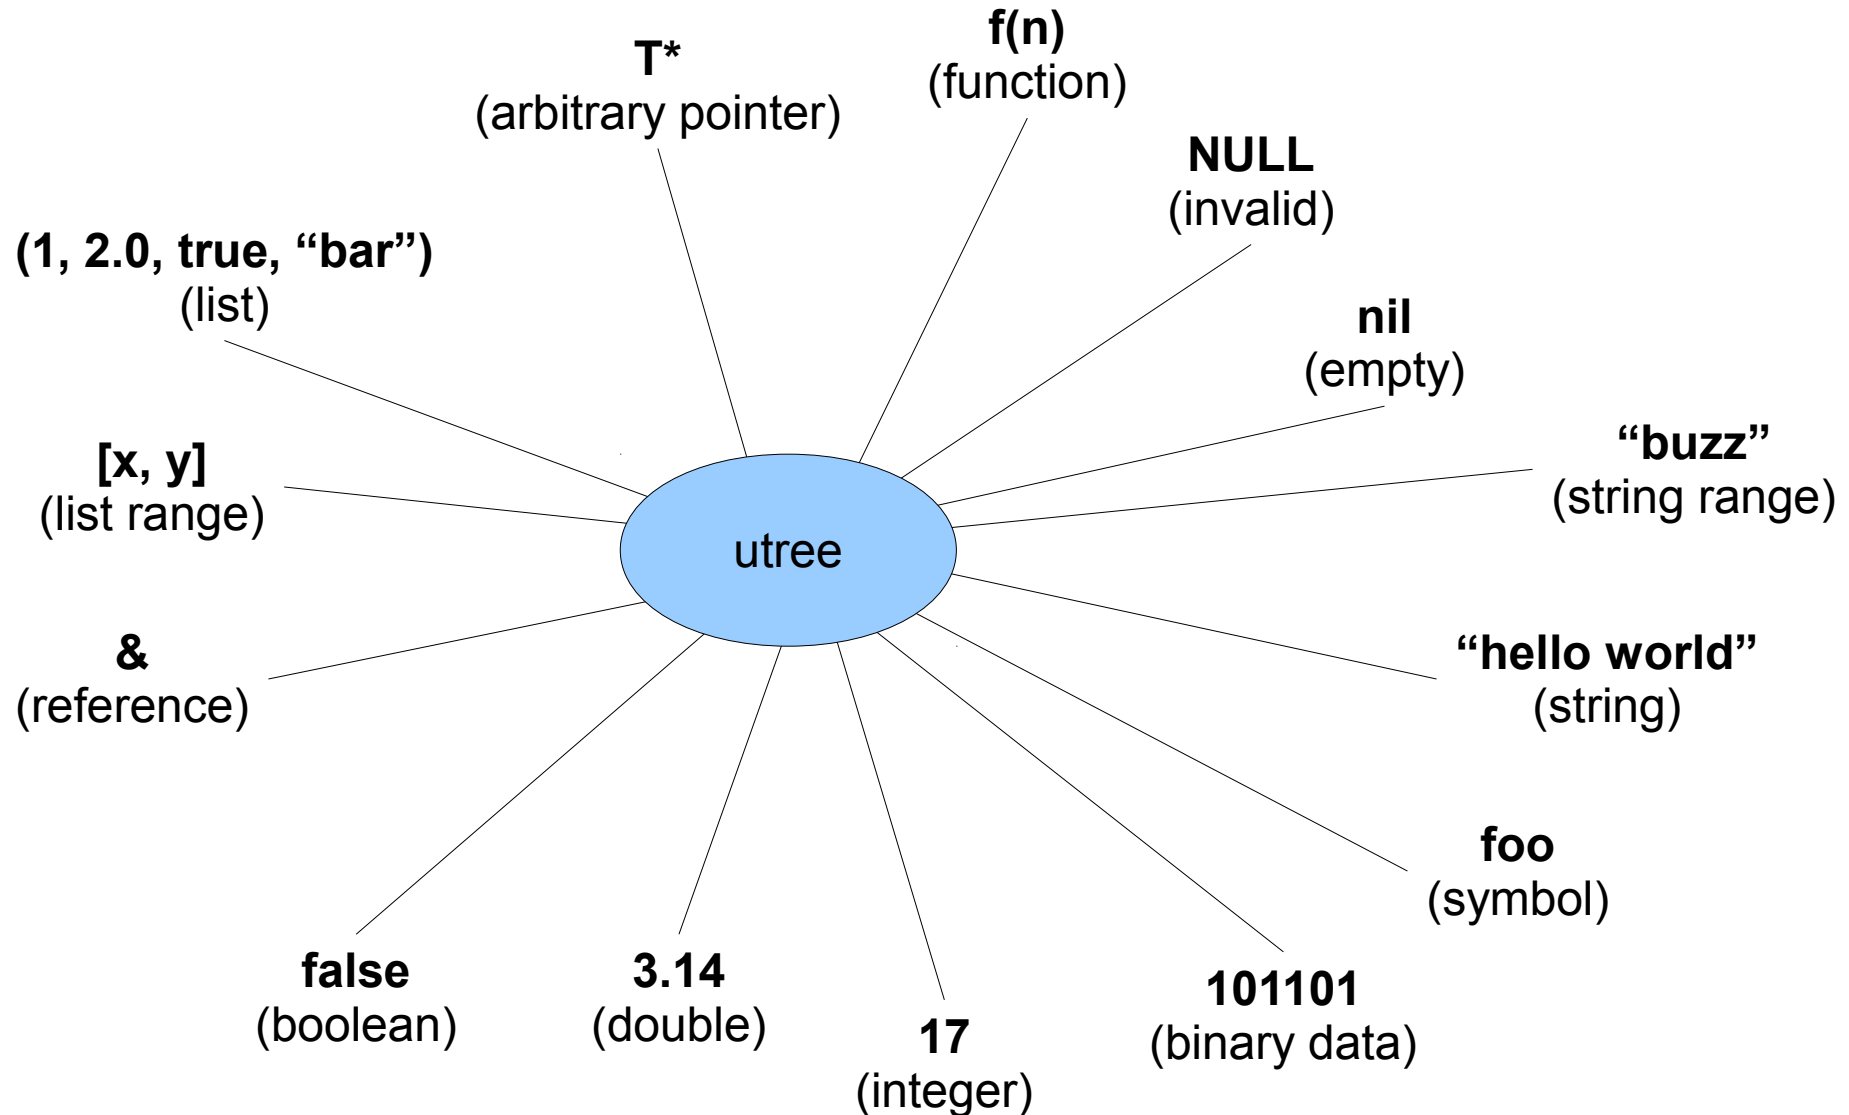 f(n)
(function)
T*
(arbitrary pointer)
NULL
(invalid)
(1, 2.0, true, “bar”)
(list)
nil
(empty)
“buzz”
(string range)
[x, y]
(list range)
utree
&
(reference)
“hello world”
(string)
foo
(symbol)
false
(boolean)
3.14
(double)
101101
(binary data)
17
(integer)